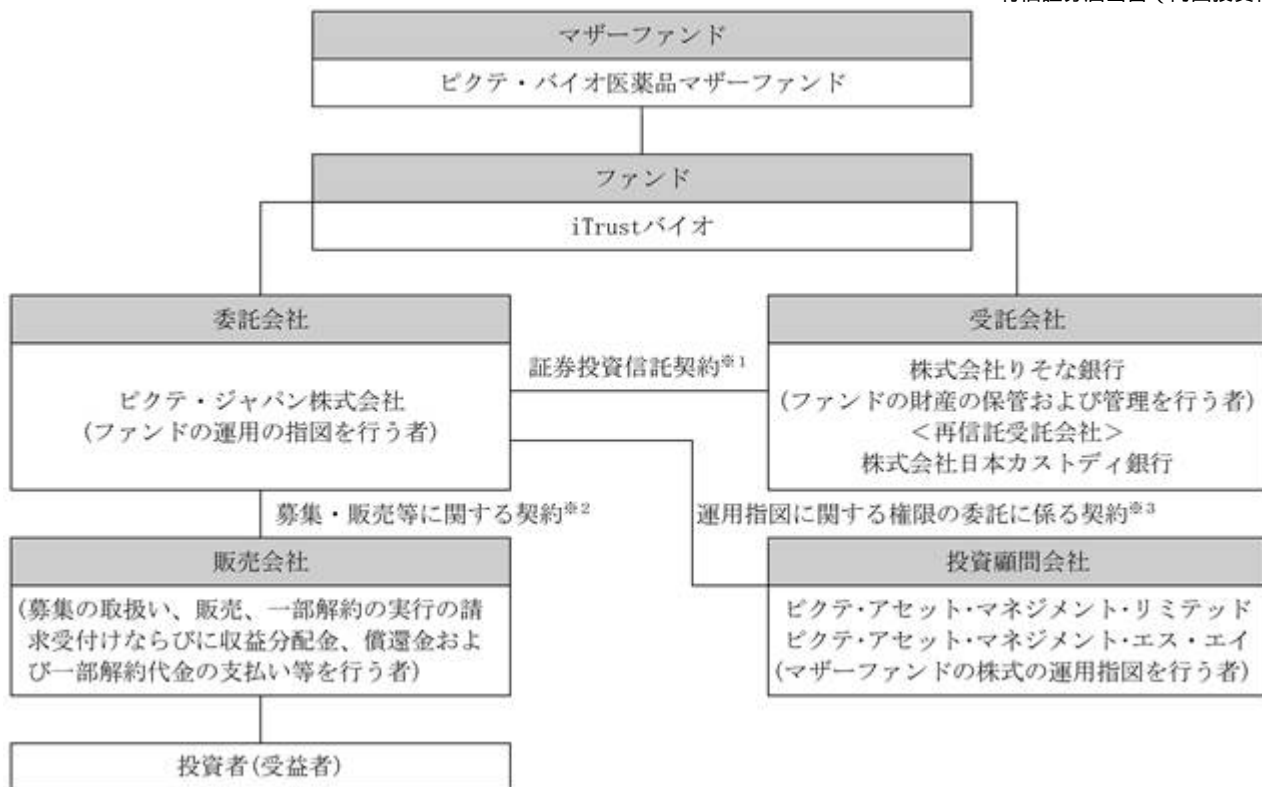 マザーファンド
ピクテ・バイオ医薬品マザーファンド
ファンド
iTrustバイオ
委託会社
ピクテ・ジャパン株式会社
(ファンドの運用の指図を行う者)
証券投資信託契約※1
受託会社
株式会社りそな銀行
(ファンドの財産の保管および管理を行う者)
<再信託受託会社>
株式会社日本カストディ銀行
募集・販売等に関する契約※2
運用指図に関する権限の委託に係る契約※3
販売会社
(募集の取扱い、販売、一部解約の実行の請
求受付けならびに収益分配金、償還金およ
び一部解約代金の支払い等を行う者)
投資顧問会社
ピクテ・アセット・マネジメント・リミテッド
ピクテ・アセット・マネジメント・エス・エイ
(マザーファンドの株式の運用指図を行う者)
投資者(受益者)